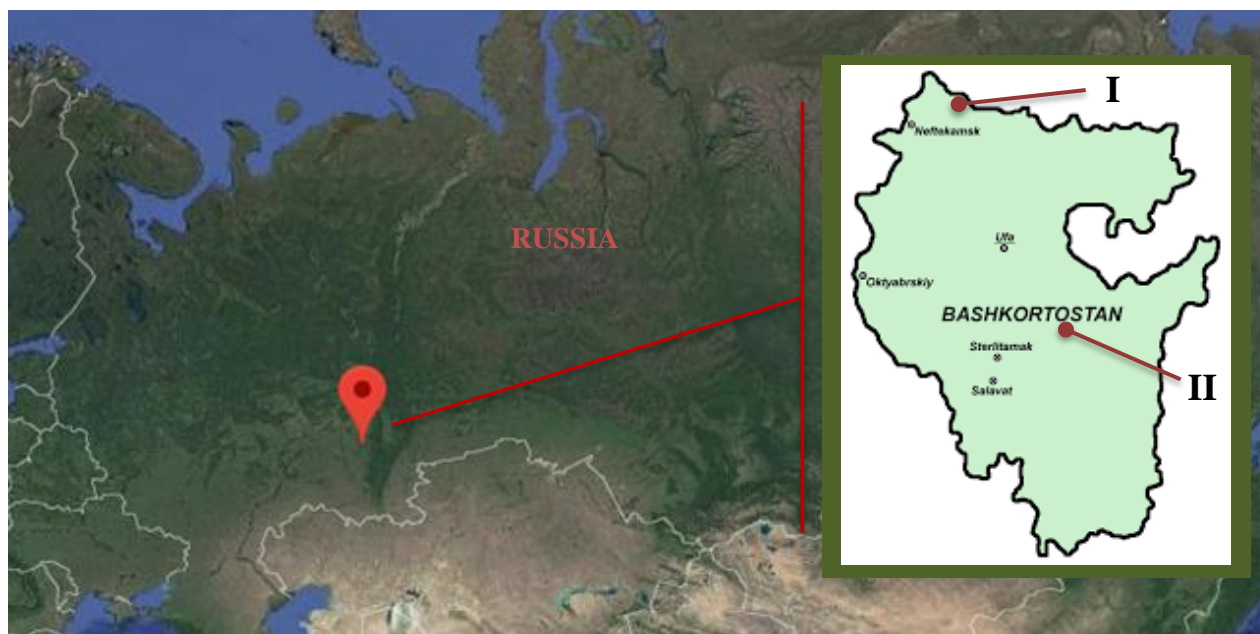 RUSSIA
I
Neftekamsk
Ufa
Oktyabrskiy
BASHKORTOSTAN
Sterlitamak
Salavat
II